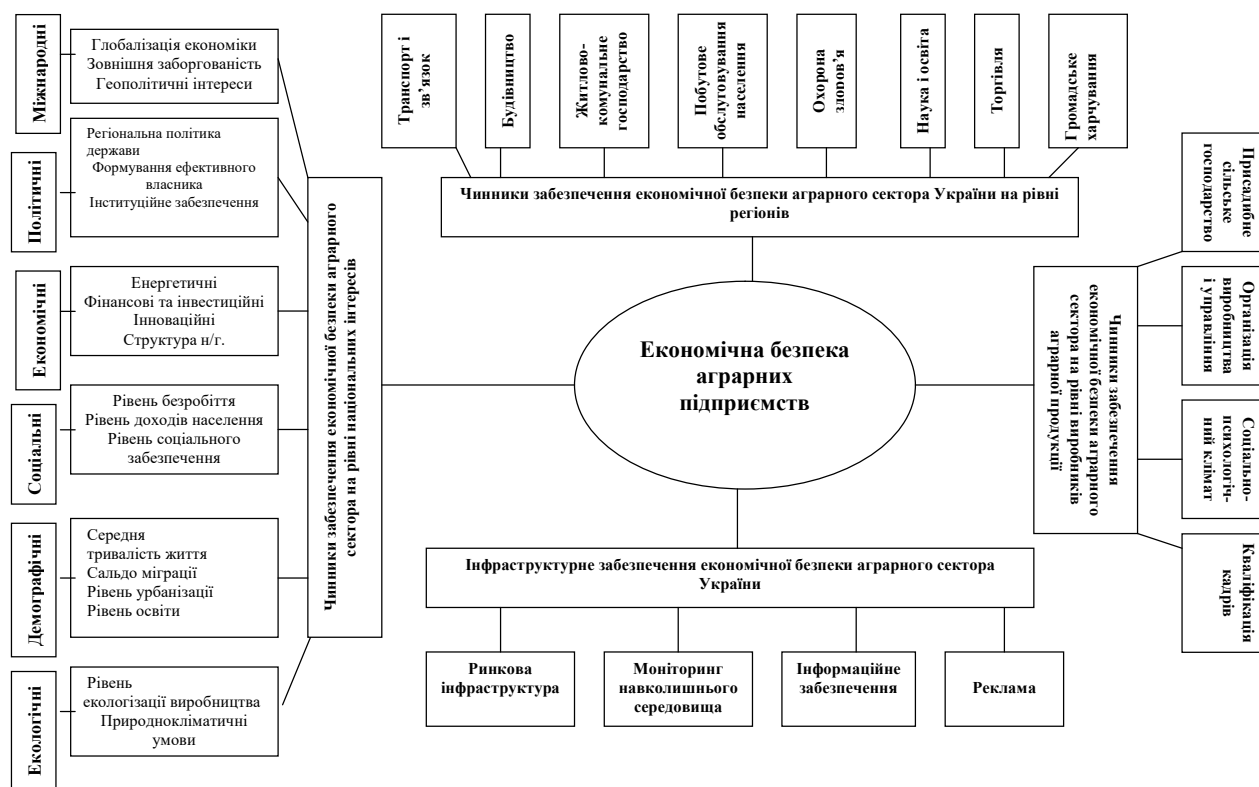 Міжнародні
Глобалізація економіки
Зовнішня заборгованість
Геополітичні інтереси
Політичні
Регіональна політика
держави
Формування ефективного
власника
Інституційне забезпечення
Економічні
Енергетичні
Фінансові та інвестиційні
Інноваційні
Структура н/г.
Соціальні
Рівень безробіття
Рівень доходів населення
Рівень соціального
забезпечення
Демографічні
Середня
тривалість життя
Сальдо міграції
Рівень урбанізації
Рівень освіти
Екологічні
Рівень
екологізації виробництва
Природнокліматичні
умови
Чинники забезпечення економічної безпеки аграрного
сектора на рівні національних інтересів
Транспорт і
зв’язок
Будівництво
Житлово-
комунальне
господарство
Побутове
обслуговування
населення
Охорона
здоров’я
Наука і освіта
Торгівля
Громадське
харчування
Чинники забезпечення економічної безпеки аграрного сектора України на рівні
регіонів
Економічна безпека
аграрних
підприємств
Інфраструктурне забезпечення економічної безпеки аграрного сектора
України
Ринкова
інфраструктура
Моніторинг
навколишнього
середовища
Інформаційне
забезпечення
Реклама
Чинники забезпечення
економічної безпеки аграрного
сектора на рівні виробників
аграрної продукції
Присадибне
сільське
господарство
Організація
виробництва
і управління
Соціально-
психологіч-
ний клімат
Кваліфікація
кадрів